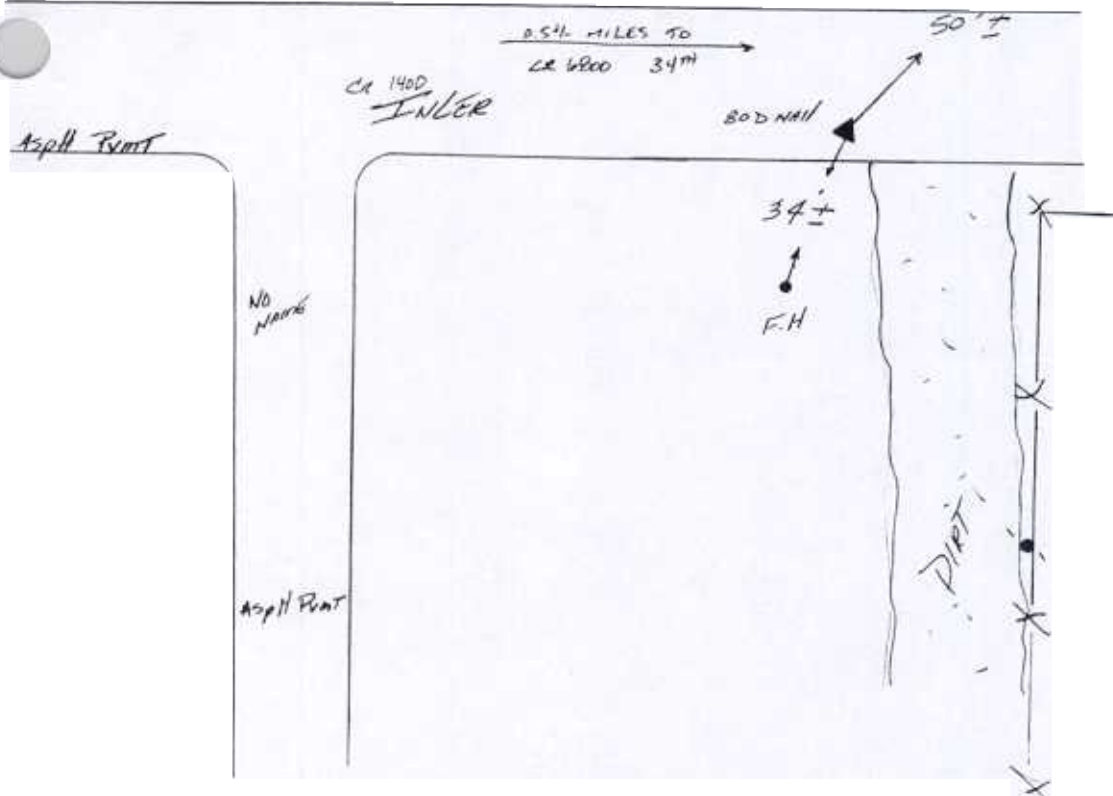 50' ±
0.5± MILES TO
CR 6800 34TH
CR 1400
INLER
60D NAIL
Asph Pvmt
34' ±
NO
NAME
F.H
DIRT
Asph Pvmt